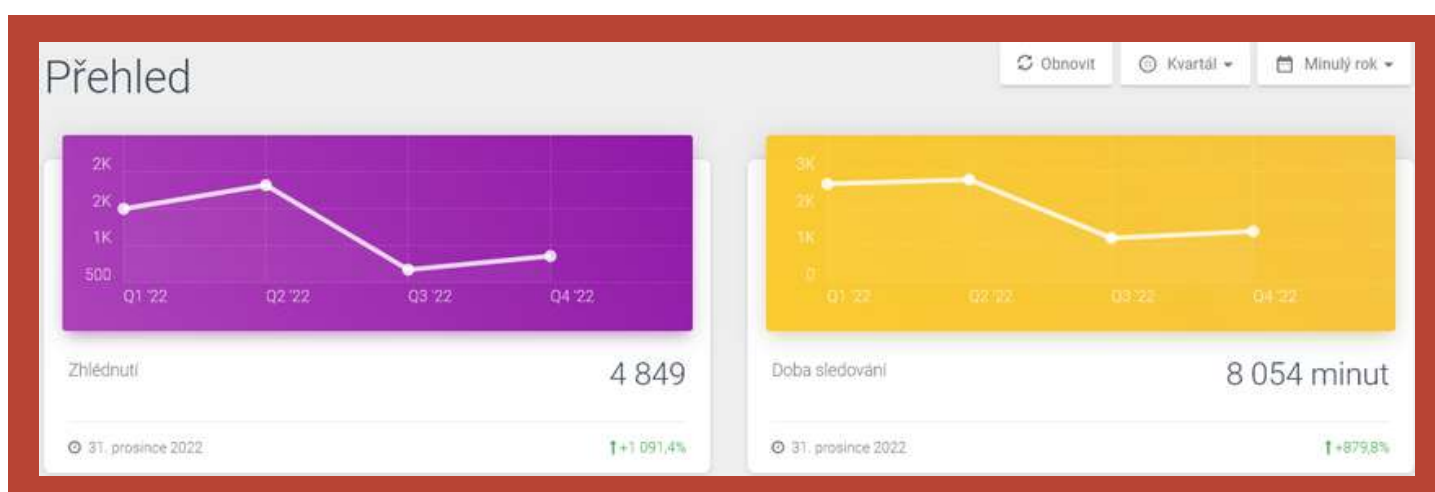 Přehled
Obnovit
Kvartál
Minulý rok
2K
2K
1K
500
Q1 '22 Q2 '22 Q3 '22 Q4 '22
Zhlédnutí 4 849
31. prosince 2022 +1 091,4%
3K
2K
1K
0
Q1 '22 Q2 '22 Q3 '22 Q4 '22
Doba sledování 8 054 minut
31. prosince 2022 +879,8%